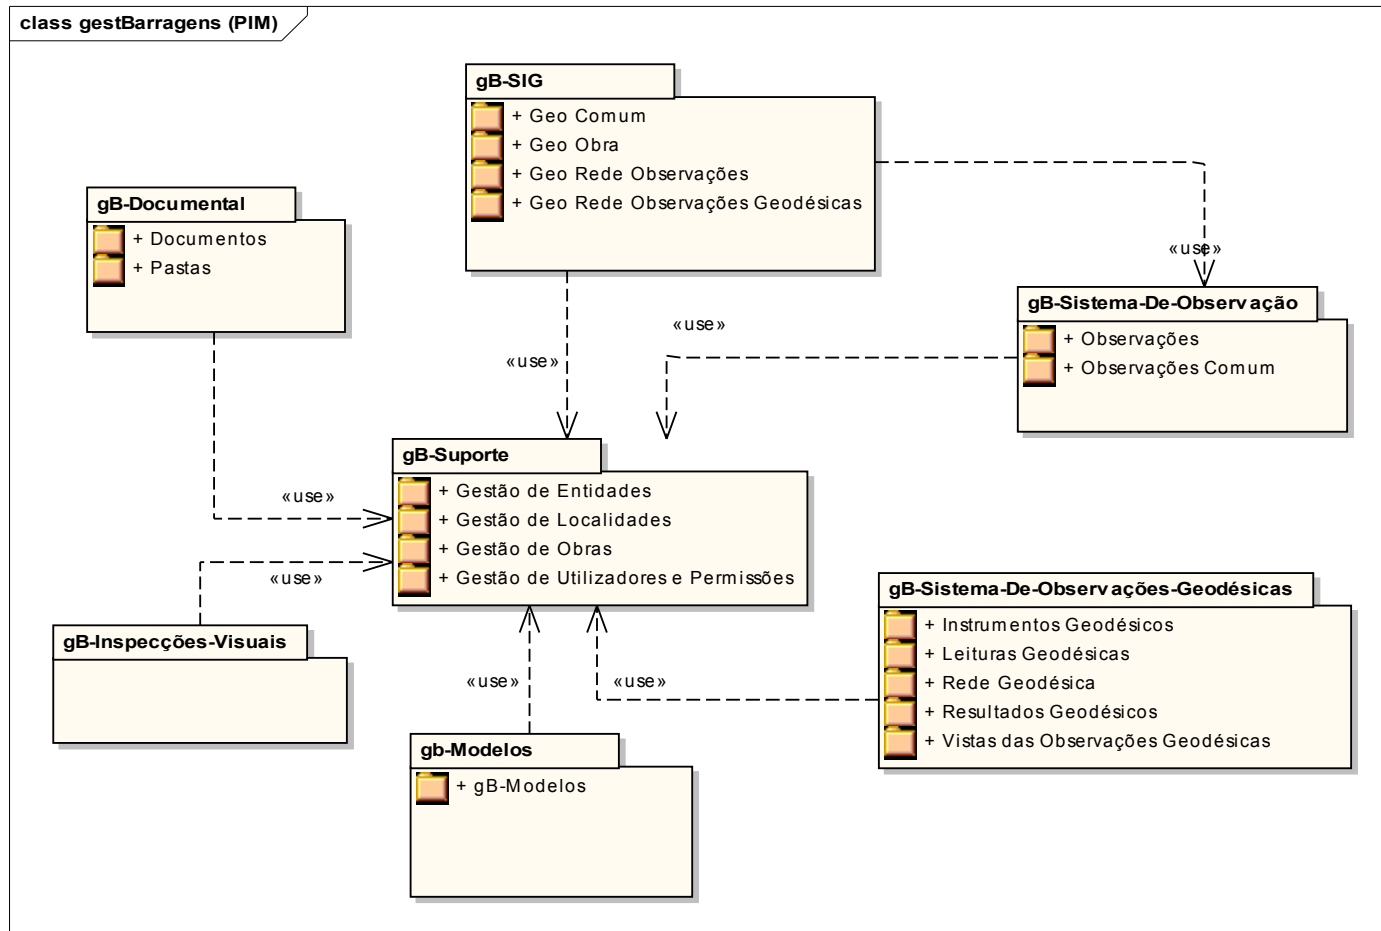 class gestBarragens (PIM)
gB-SIG
+ Geo Comum
+ Geo Obra
+ Geo Rede Observações
+ Geo Rede Observações Geodésicas
gB-Documental
+ Documentos
+ Pastas
«use»
gB-Sistema-De-Observação
+ Observações
+ Observações Comum
«use»
«use»
gB-Suporte
+ Gestão de Entidades
+ Gestão de Localidades
+ Gestão de Obras
+ Gestão de Utilizadores e Permissões
«use»
«use»
gB-Inspecções-Visuais
gB-Sistema-De-Observações-Geodésicas
+ Instrumentos Geodésicos
+ Leituras Geodésicas
+ Rede Geodésica
+ Resultados Geodésicos
+ Vistas das Observações Geodésicas
«use»
«use»
gb-Modelos
+ gB-Modelos